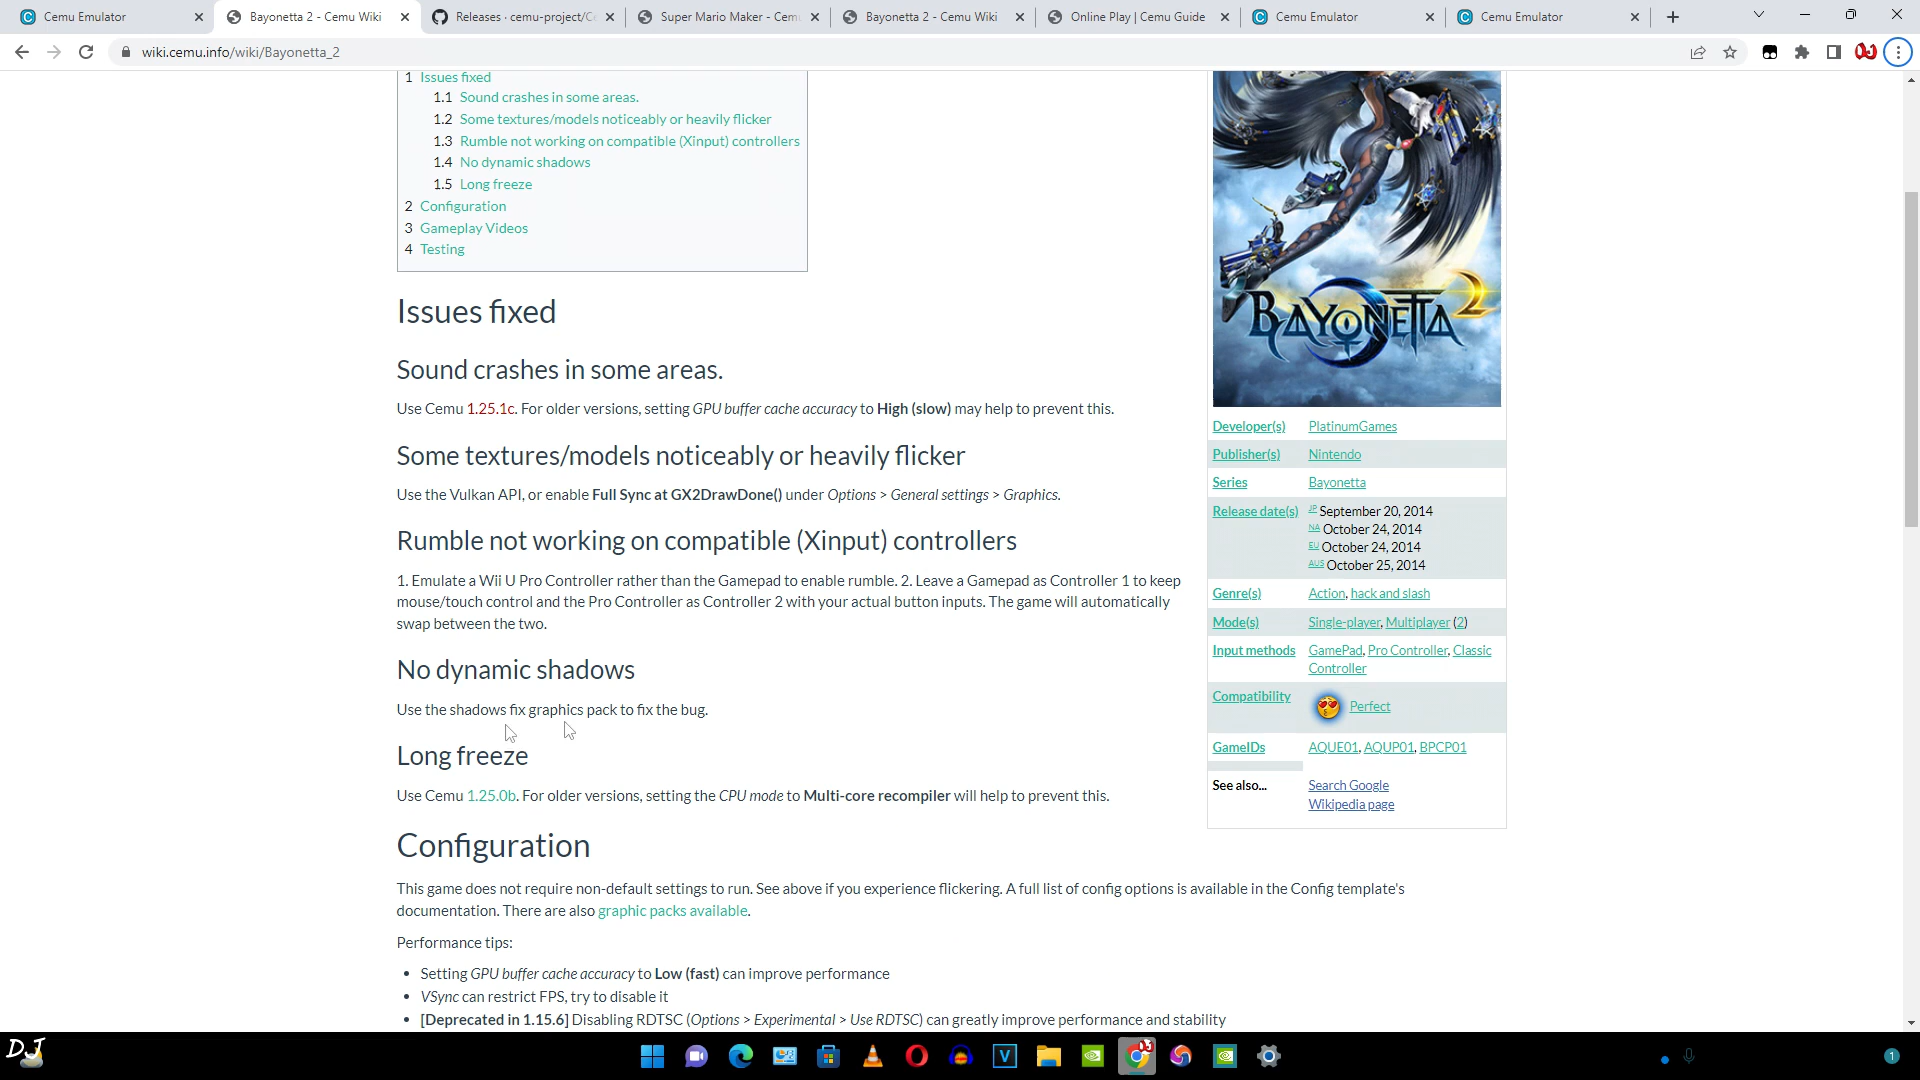 Cemu Emulator
Bayonetta 2 - Cemu Wiki
Releases · cemu-project/Ce
Super Mario Maker - Cemu
Bayonetta 2 - Cemu Wiki
Online Play | Cemu Guide
Cemu Emulator
Cemu Emulator
wiki.cemu.info/wiki/Bayonetta_2
1 Issues fixed
1.1 Sound crashes in some areas.
1.2 Some textures/models noticeably or heavily flicker
1.3 Rumble not working on compatible (Xinput) controllers
1.4 No dynamic shadows
1.5 Long freeze
2 Configuration
3 Gameplay Videos
4 Testing
Issues fixed
Sound crashes in some areas.
Use Cemu 1.25.1c. For older versions, setting GPU buffer cache accuracy to High (slow) may help to prevent this.
Some textures/models noticeably or heavily flicker
Use the Vulkan API, or enable Full Sync at GX2DrawDone() under Options > General settings > Graphics.
Rumble not working on compatible (Xinput) controllers
1. Emulate a Wii U Pro Controller rather than the Gamepad to enable rumble. 2. Leave a Gamepad as Controller 1 to keep
mouse/touch control and the Pro Controller as Controller 2 with your actual button inputs. The game will automatically
swap between the two.
No dynamic shadows
Use the shadows fix graphics pack to fix the bug.
Long freeze
Use Cemu 1.25.0b. For older versions, setting the CPU mode to Multi-core recompiler will help to prevent this.
Configuration
This game does not require non-default settings to run. See above if you experience flickering. A full list of config options is available in the Config template's
documentation. There are also graphic packs available.
Performance tips:
• Setting GPU buffer cache accuracy to Low (fast) can improve performance
• VSync can restrict FPS, try to disable it
• [Deprecated in 1.15.6] Disabling RDTSC (Options > Experimental > Use RDTSC) can greatly improve performance and stability
BAYONETTA 2
Developer(s) PlatinumGames
Publisher(s) Nintendo
Series Bayonetta
Release date(s) JP September 20, 2014
NA October 24, 2014
EU October 24, 2014
AUS October 25, 2014
Genre(s) Action, hack and slash
Mode(s) Single-player, Multiplayer (2)
Input methods GamePad, Pro Controller, Classic
Controller
Compatibility Perfect
GameIDs AQUE01, AQUP01, BPCP01
See also... Search Google
Wikipedia page
DJ
V
1